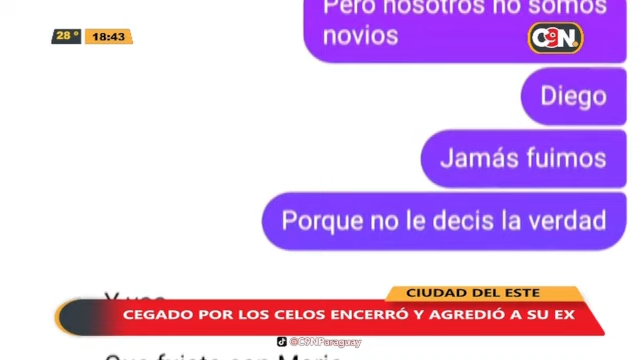 Pero nosotros no somos
novios
28 º
18:43
C9N
Diego
Jamás fuimos
Porque no le decis la verdad
CIUDAD DEL ESTE
CEGADO POR LOS CELOS ENCERRÓ Y AGREDIÓ A SU EX
@C9NParaguay